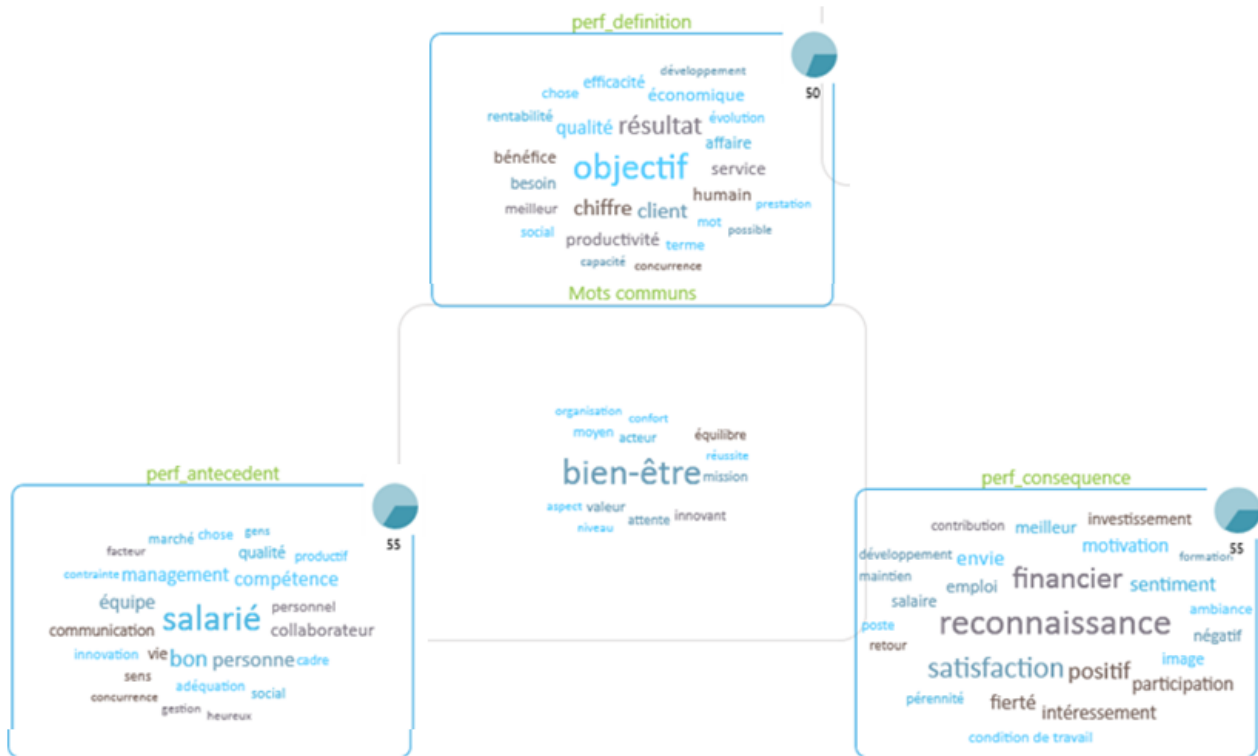 perf_definition
développement
efficacité
chose économique
50
rentabilité évolution
qualité résultat
affaire
bénéfice objectif service
besoin humain
meilleur chiffre client prestation
mot
social productivité terme possible
capacité concurrence
Mots communs
organisation confort
moyen acteur équilibre
réussite
bien-être mission
aspect valeur innovant
niveau attente
perf_antecedent
55
marché chose gens
facteur qualité productif
contrainte management compétence
équipe salarié personnel
communication collaborateur
innovation vie bon personne cadre
sens
concurrence adéquation social
gestion heureux
perf_consequence
55
contribution meilleur investissement
motivation
développement envie formation
maintien emploi financier sentiment
salaire ambiance
poste reconnaissance négatif
retour
satisfaction positif image
participation
pérennité fierté intéressement
condition de travail